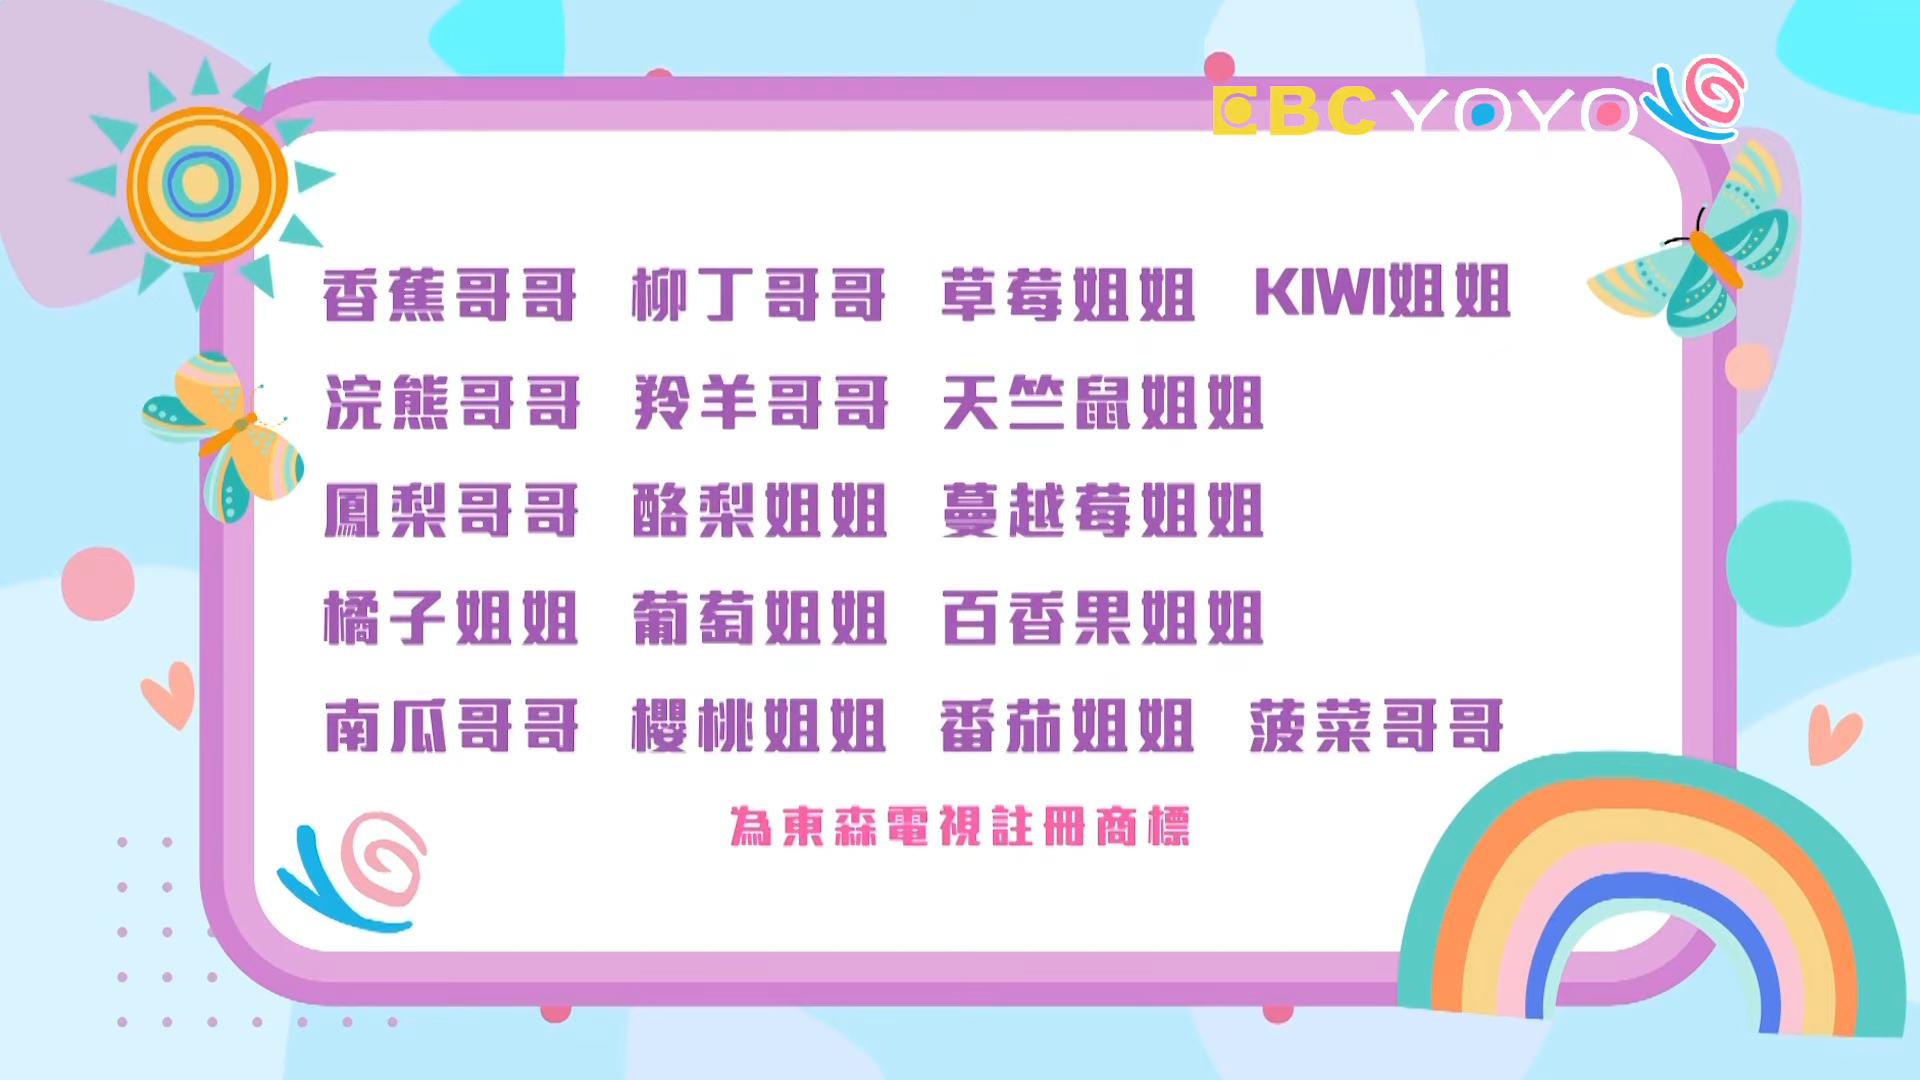 EBC YOYO
香蕉哥哥 柳丁哥哥 草莓姐姐 KIWI姐姐
浣熊哥哥 羚羊哥哥 天竺鼠姐姐
鳳梨哥哥 酪梨姐姐 蔓越莓姐姐
橘子姐姐 葡萄姐姐 百香果姐姐
南瓜哥哥 櫻桃姐姐 番茄姐姐 菠菜哥哥
為東森電視註冊商標